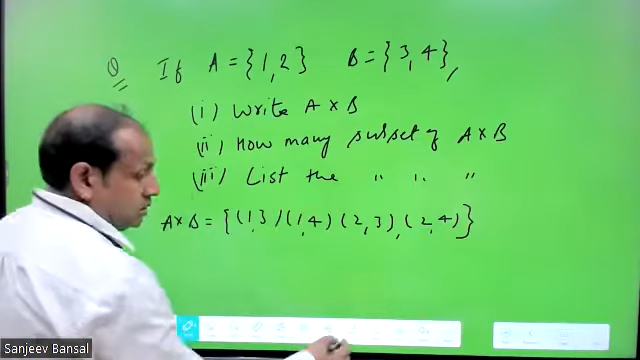 Q If A = {1, 2} B = {3, 4},
(i) Write A × B
(ii) How many subset of A × B
(iii) List the " " "
A×B = {(1,3)(1,4)(2,3),(2,4)}
Sanjeev Bansal